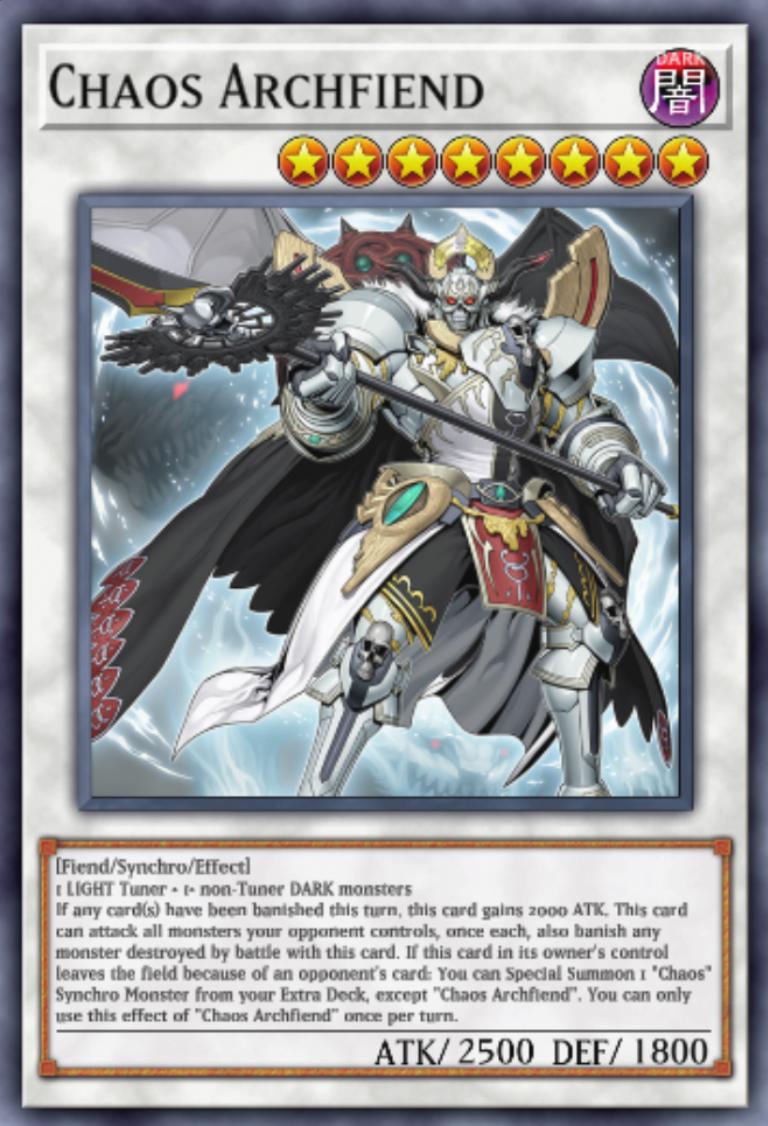 CHAOS ARCHFIEND
DARK
闇
[Fiend/Synchro/Effect]
1 LIGHT Tuner + 1+ non-Tuner DARK monsters
If any card(s) have been banished this turn, this card gains 2000 ATK. This card
can attack all monsters your opponent controls, once each, also banish any
monster destroyed by battle with this card. If this card in its owner's control
leaves the field because of an opponent's card: You can Special Summon 1 "Chaos"
Synchro Monster from your Extra Deck, except "Chaos Archfiend". You can only
use this effect of "Chaos Archfiend" once per turn.
ATK/ 2500 DEF/ 1800